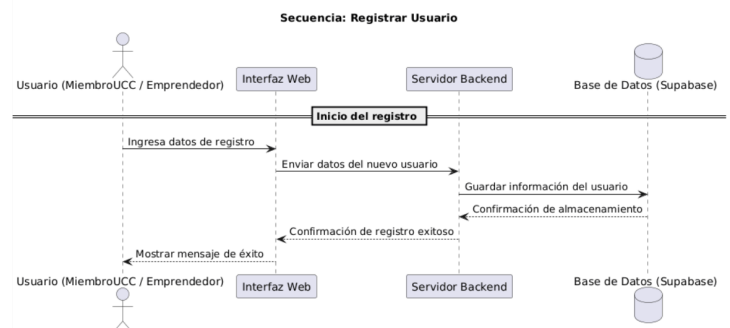 Secuencia: Registrar Usuario
Usuario (MiembroUCC / Emprendedor)
Interfaz Web
Servidor Backend
Base de Datos (Supabase)
Inicio del registro
Ingresa datos de registro
Enviar datos del nuevo usuario
Guardar información del usuario
Confirmación de almacenamiento
Confirmación de registro exitoso
Mostrar mensaje de éxito
Usuario (MiembroUCC / Emprendedor)
Interfaz Web
Servidor Backend
Base de Datos (Supabase)